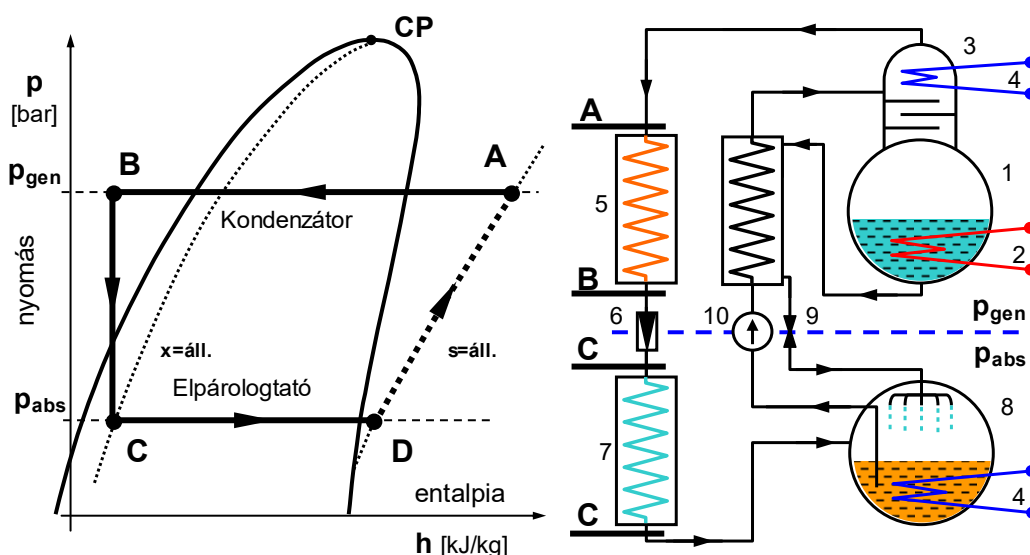 CP
p
[bar]
A
B
p_gen
Kondenzátor
nyomás
x=áll.
s=áll.
Elpárologtató
p_abs
C
D
entalpia
h [kJ/kg]
3
4
A
1
5
2
B
6
10
9
p_gen
p_abs
C
8
7
4
C